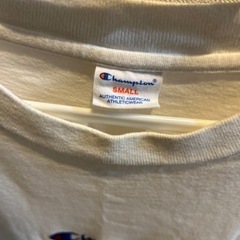 Champion
SMALL
AUTHENTIC AMERICAN
ATHLETICWEAR